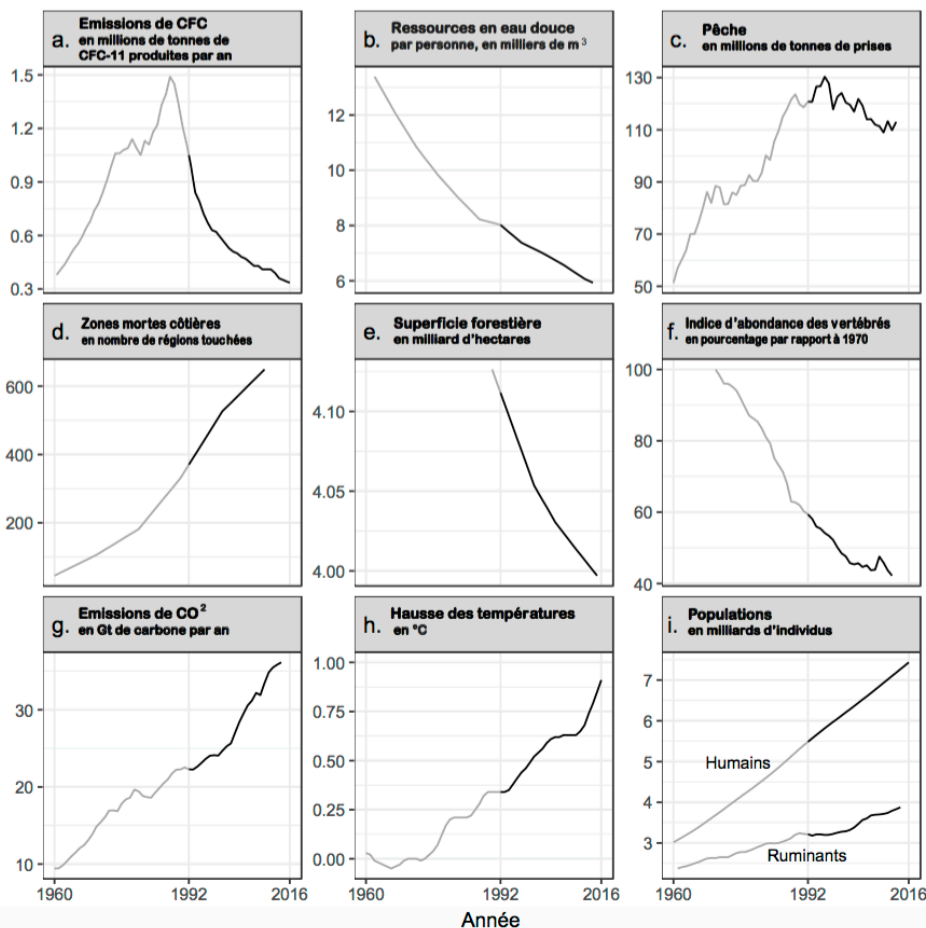 a. Emissions de CFC
en millions de tonnes de
CFC-11 produites par an
b. Ressources en eau douce
par personne, en milliers de m³
c. Pêche
en millions de tonnes de prises
1.5
1.2
0.9
0.6
0.3
12
10
8
6
130
110
90
70
50
d. Zones mortes côtières
en nombre de régions touchées
e. Superficie forestière
en milliard d'hectares
f. Indice d'abondance des vertébrés
en pourcentage par rapport à 1970
600
400
200
4.10
4.05
4.00
100
80
60
40
g. Emissions de CO²
en Gt de carbone par an
h. Hausse des températures
en °C
i. Populations
en milliards d'individus
30
20
10
1.00
0.75
0.50
0.25
0.00
7
6
5
4
3
Humains
Ruminants
1960 1992 2016
1960 1992 2016
1960 1992 2016
Année